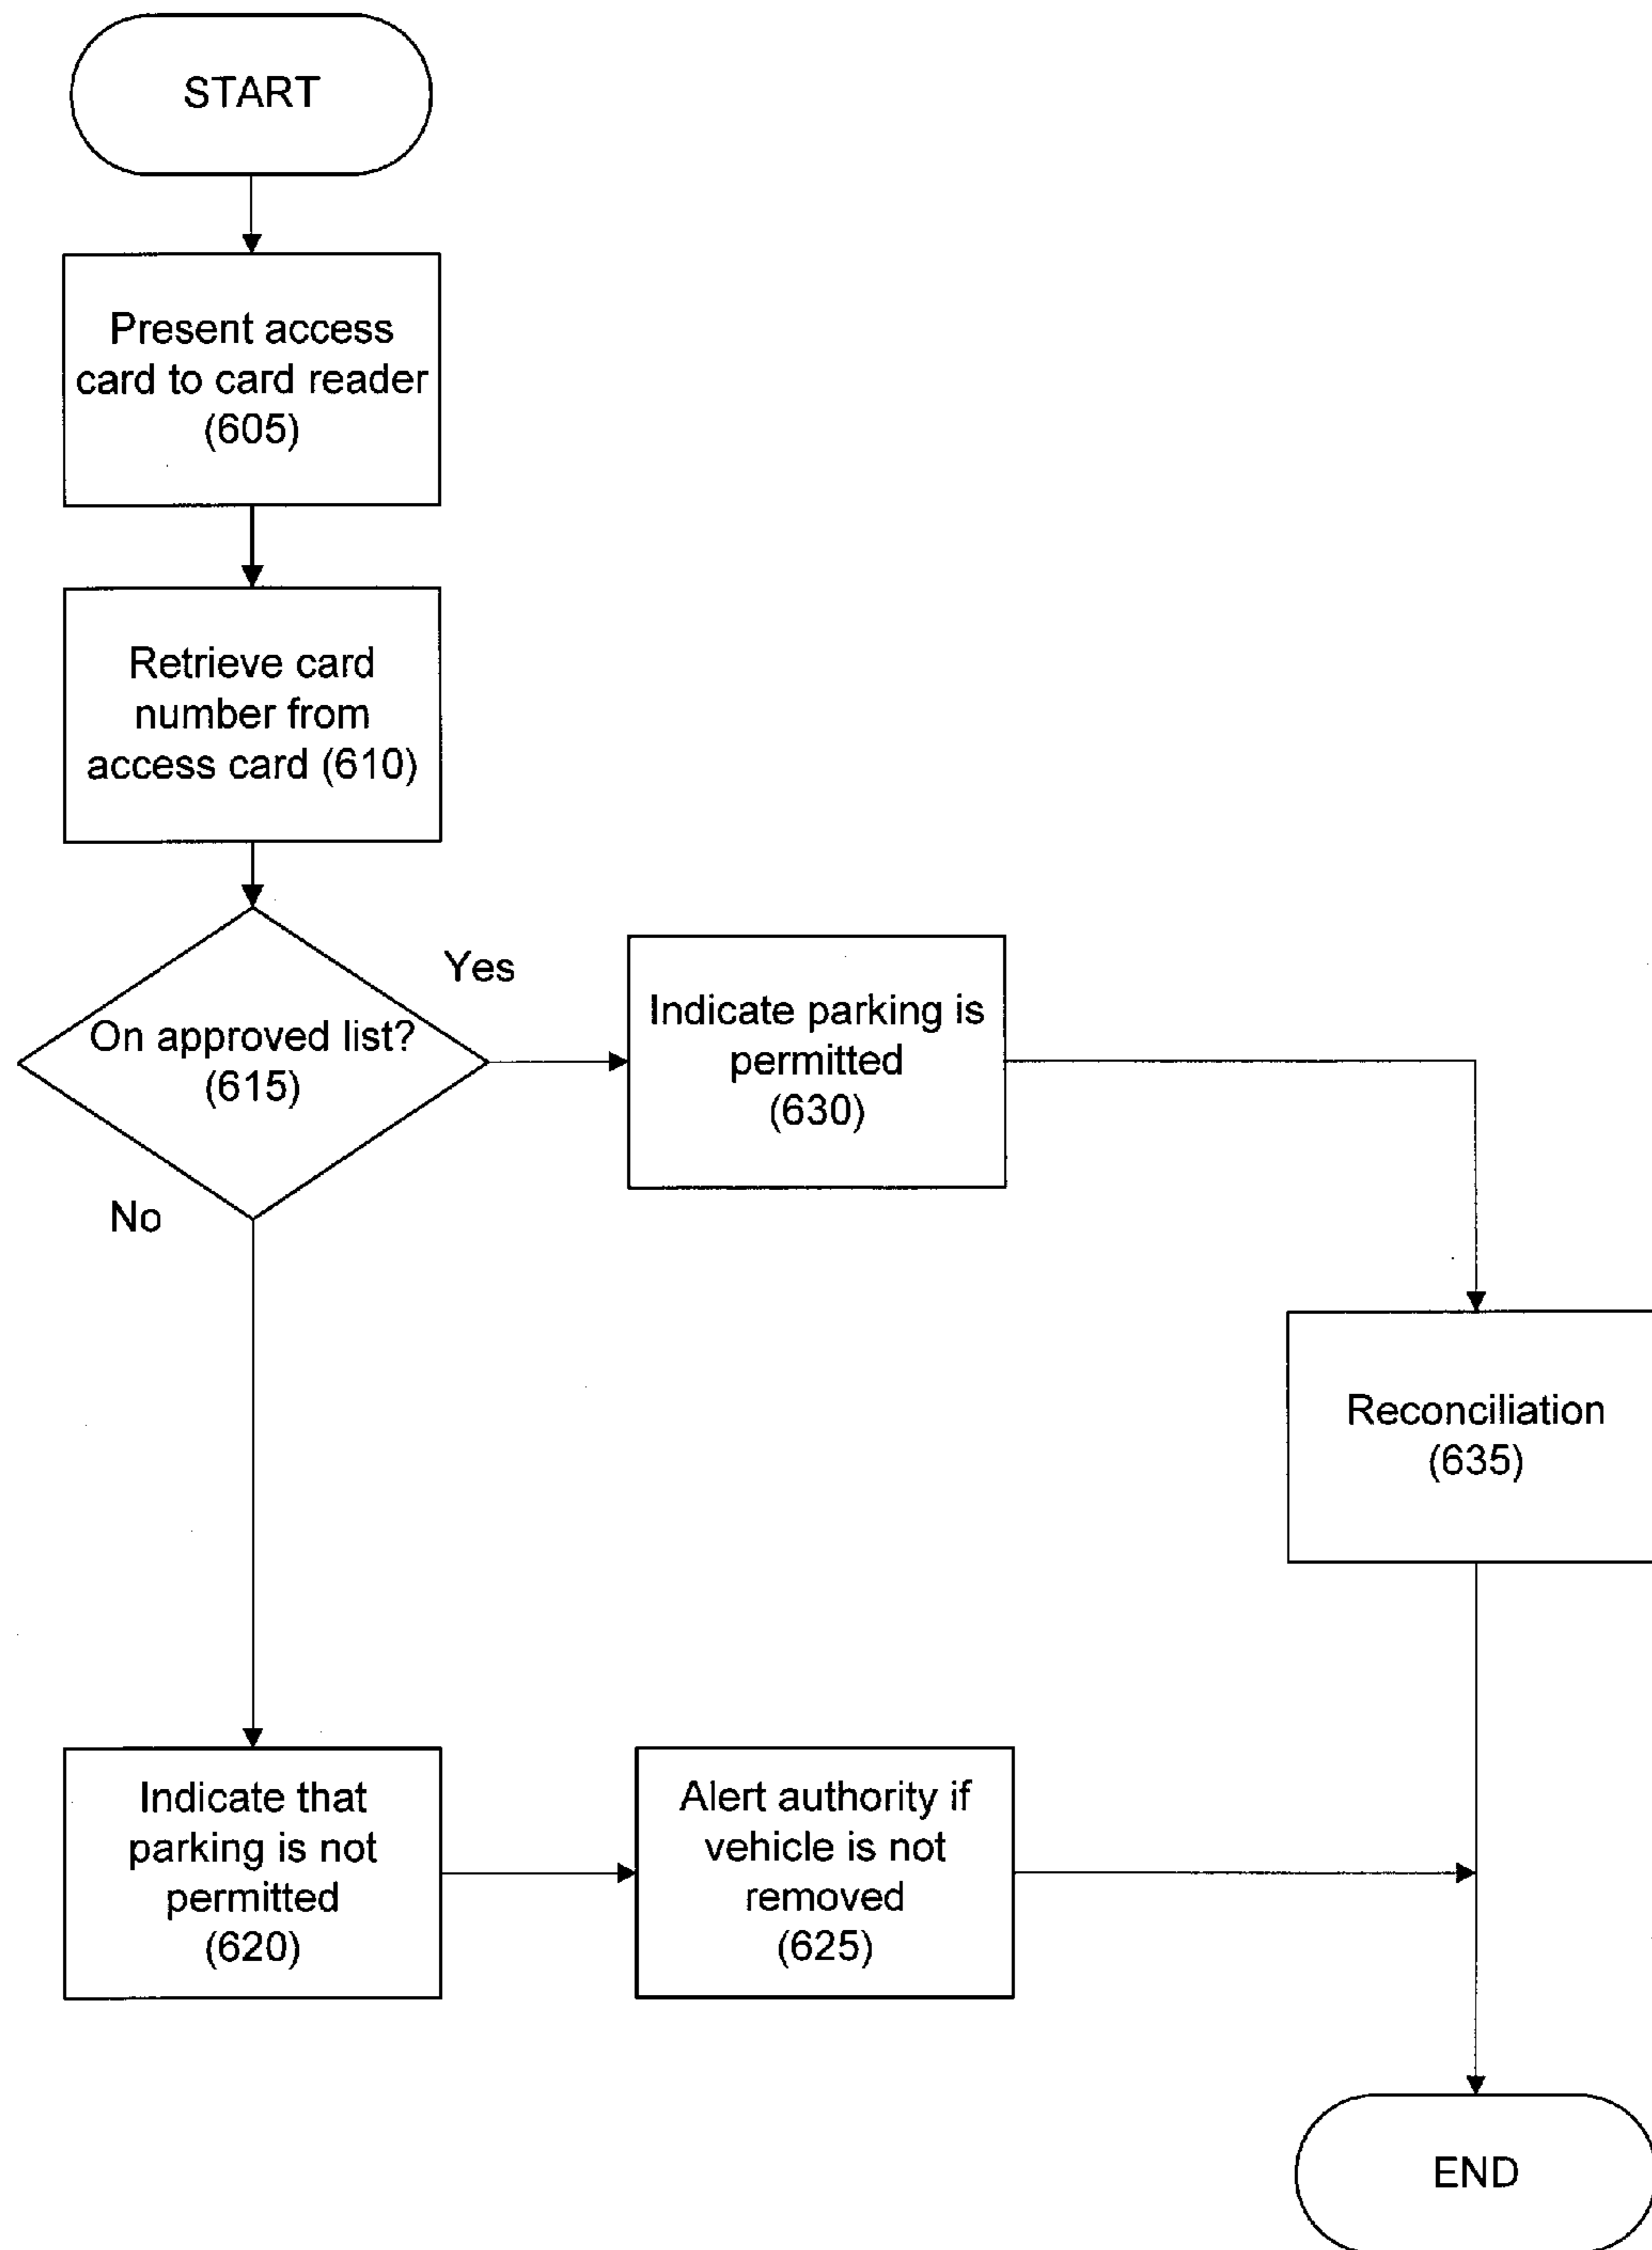 START
Present access
card to card reader
(605)
Retrieve card
number from
access card (610)
On approved list?
(615)
Yes
No
Indicate parking is
permitted
(630)
Reconciliation
(635)
Indicate that
parking is not
permitted
(620)
Alert authority if
vehicle is not
removed
(625)
END